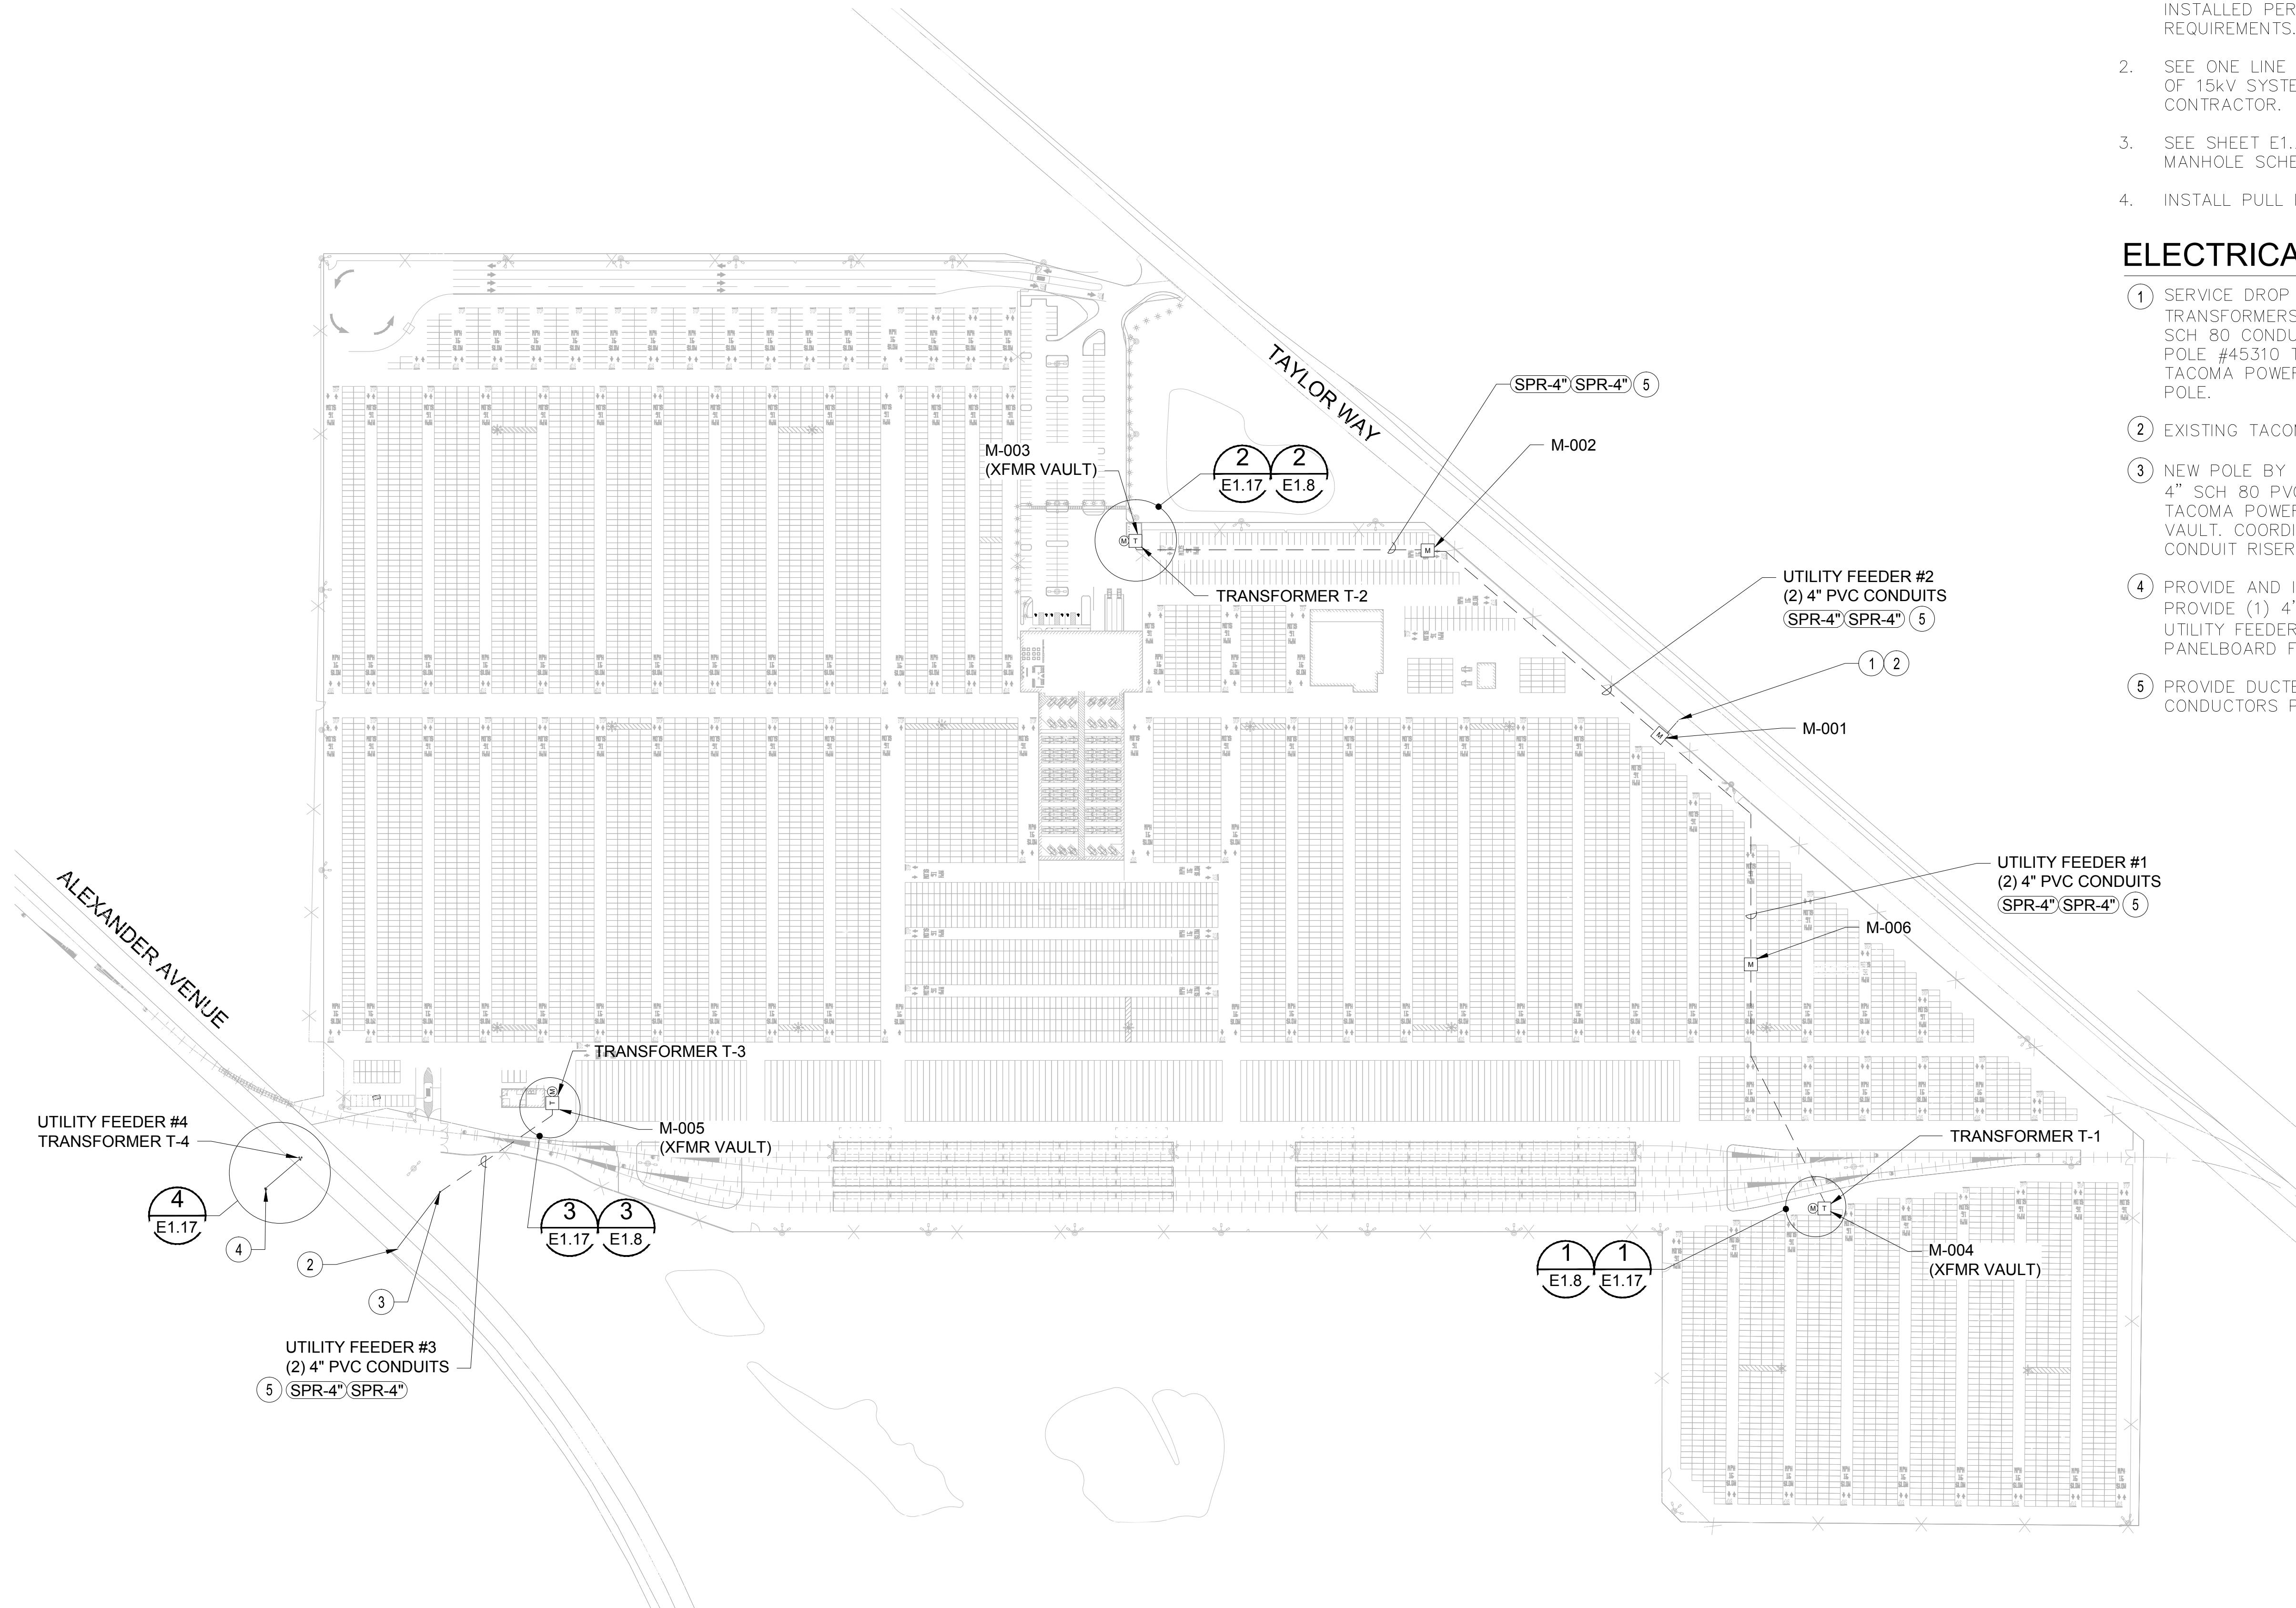 INSTALLED PER
REQUIREMENTS.
2. SEE ONE LINE
OF 15kV SYSTE
CONTRACTOR.
3. SEE SHEET E1.
MANHOLE SCHE
4. INSTALL PULL
ELECTRICA
1 SERVICE DROP
TRANSFORMERS
SCH 80 CONDU
POLE #45310 T
TACOMA POWER
POLE.
2 EXISTING TACO
3 NEW POLE BY
4" SCH 80 PVC
TACOMA POWER
VAULT. COORDI
CONDUIT RISER
4 PROVIDE AND I
PROVIDE (1) 4"
UTILITY FEEDER
PANELBOARD F
5 PROVIDE DUCTE
CONDUCTORS P
TAYLOR WAY
SPR-4" SPR-4" 5
M-002
M-003
(XFMR VAULT)
2 2
E1.17 E1.8
M T
M
TRANSFORMER T-2
UTILITY FEEDER #2
(2) 4" PVC CONDUITS
SPR-4" SPR-4" 5
1 2
M
M-001
UTILITY FEEDER #1
(2) 4" PVC CONDUITS
SPR-4" SPR-4" 5
M-006
M
ALEXANDER AVENUE
TRANSFORMER T-3
T M
M-005
(XFMR VAULT)
UTILITY FEEDER #4
TRANSFORMER T-4
4
E1.17
4
2
3
3 3
E1.17 E1.8
UTILITY FEEDER #3
(2) 4" PVC CONDUITS
5 SPR-4" SPR-4"
TRANSFORMER T-1
M T
1 1
E1.8 E1.17
M-004
(XFMR VAULT)